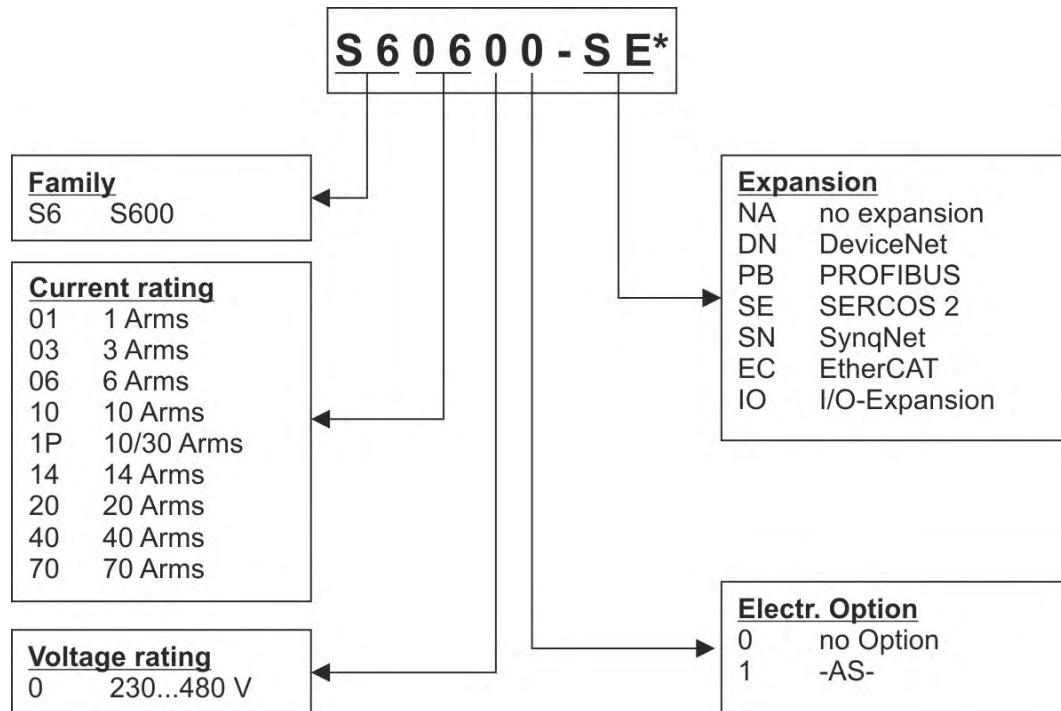 S60600-SE*
Family
S6 S600
Current rating
01 1 Arms
03 3 Arms
06 6 Arms
10 10 Arms
1P 10/30 Arms
14 14 Arms
20 20 Arms
40 40 Arms
70 70 Arms
Voltage rating
0 230...480 V
Expansion
NA no expansion
DN DeviceNet
PB PROFIBUS
SE SERCOS 2
SN SynqNet
EC EtherCAT
IO I/O-Expansion
Electr. Option
0 no Option
1 -AS-